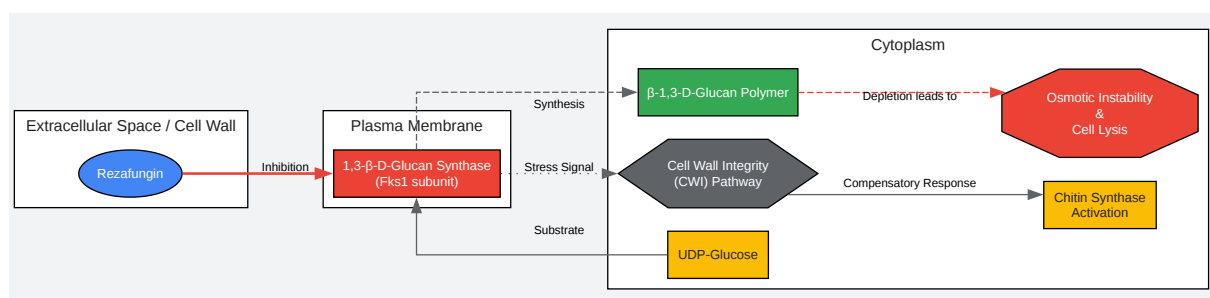 Extracellular Space / Cell Wall
Rezafungin
Inhibition
Plasma Membrane
1,3-β-D-Glucan Synthase
(Fks1 subunit)
Synthesis
Stress Signal
Substrate
Cytoplasm
β-1,3-D-Glucan Polymer
Depletion leads to
Osmotic Instability
&
Cell Lysis
Cell Wall Integrity
(CWI) Pathway
Compensatory Response
Chitin Synthase
Activation
UDP-Glucose